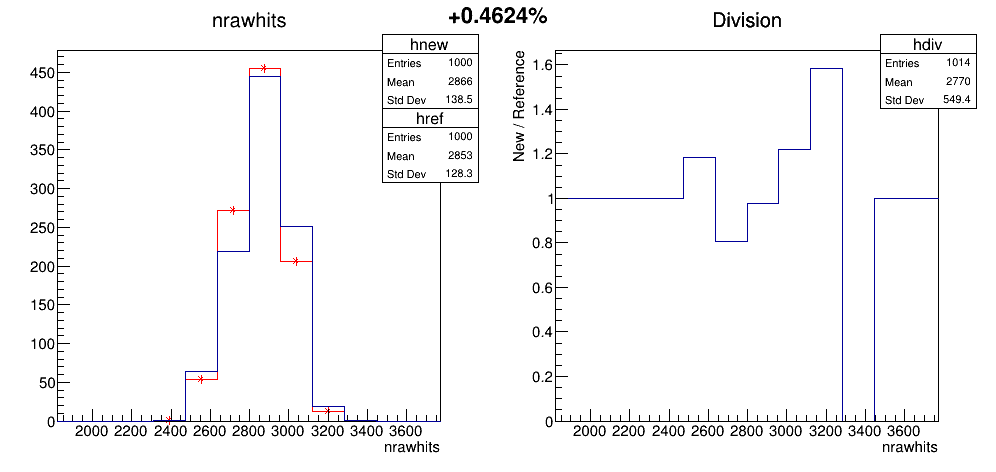 +0.4624%
nrawhits
hnew
Entries 1000
Mean 2866
Std Dev 138.5
href
Entries 1000
Mean 2853
Std Dev 128.3
450
400
350
300
250
200
150
100
50
0
2000 2200 2400 2600 2800 3000 3200 3400 3600
nrawhits
Division
hdiv
Entries 1014
Mean 2770
Std Dev 549.4
New / Reference
1.6
1.4
1.2
1
0.8
0.6
0.4
0.2
0
2000 2200 2400 2600 2800 3000 3200 3400 3600
nrawhits